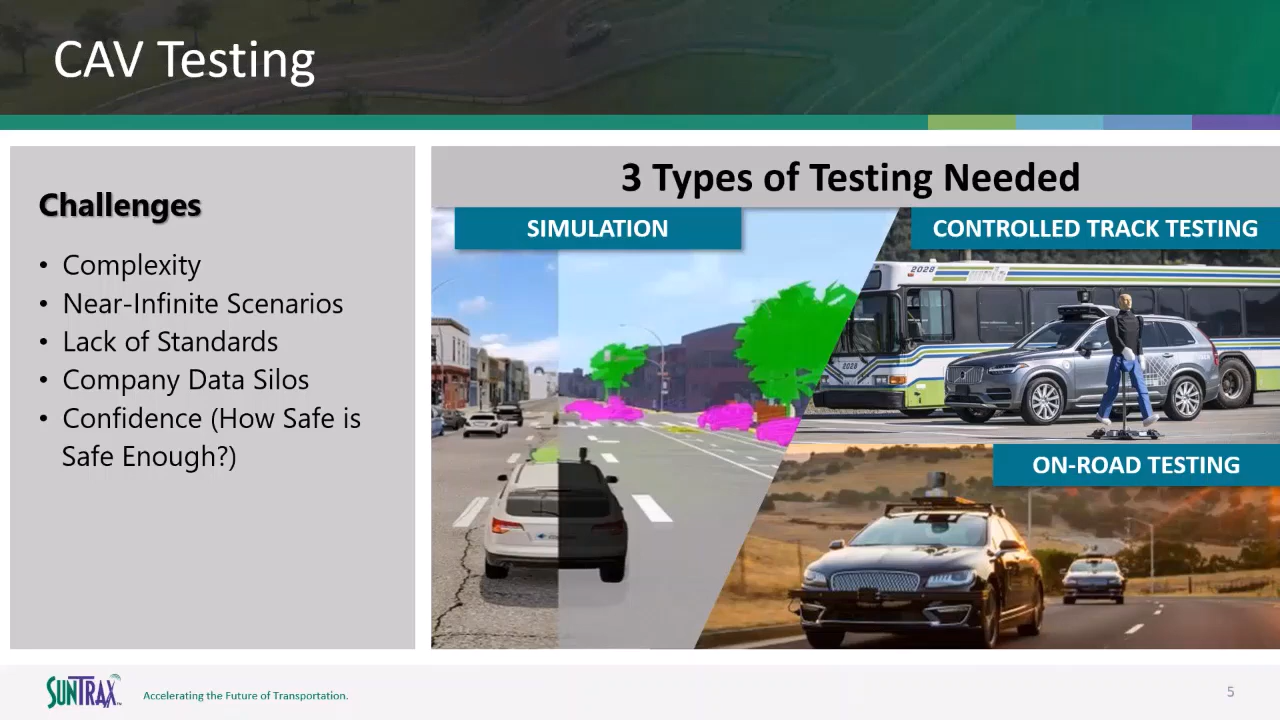 CAV Testing
Challenges
• Complexity
• Near-Infinite Scenarios
• Lack of Standards
• Company Data Silos
• Confidence (How Safe is
Safe Enough?)
3 Types of Testing Needed
SIMULATION
CONTROLLED TRACK TESTING
2028
2028
ON-ROAD TESTING
SUNTRAX
Accelerating the Future of Transportation.
5